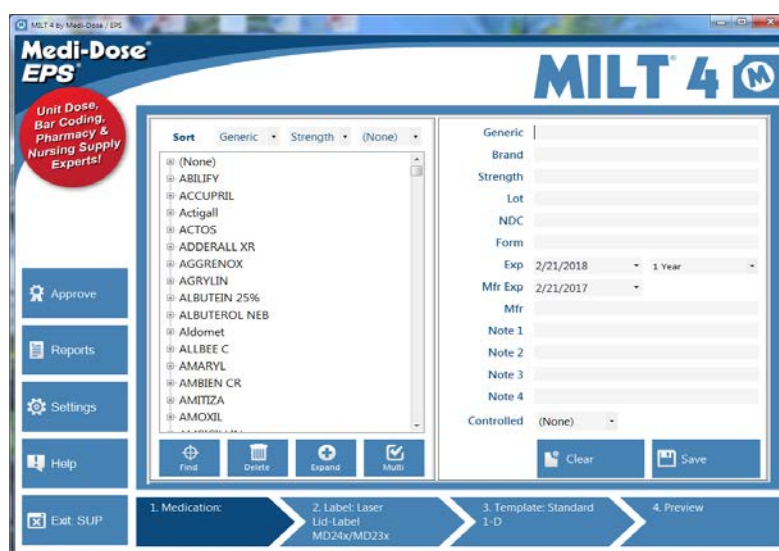 MILT 4 by Medi-Dose / EPS
Medi-Dose®
EPS®
MILT® 4 M
Unit Dose,
Bar Coding,
Pharmacy &
Nursing Supply
Experts!
Approve
Reports
Settings
Help
Exit: SUP
Sort Generic Strength (None)
(None)
ABILIFY
ACCUPRIL
Actigall
ACTOS
ADDERALL XR
AGGRENOX
AGRYLIN
ALBUTEIN 25%
ALBUTEROL NEB
Aldomet
ALLBEE C
AMARYL
AMBIEN CR
AMITIZA
AMOXIL
Find Delete Expand Multi
Generic
Brand
Strength
Lot
NDC
Form
Exp 2/21/2018 1 Year
Mfr Exp 2/21/2017
Mfr
Note 1
Note 2
Note 3
Note 4
Controlled (None)
Clear Save
1. Medication:
2. Label: Laser
Lid-Label
MD24x/MD23x
3. Template: Standard
1-D
4. Preview